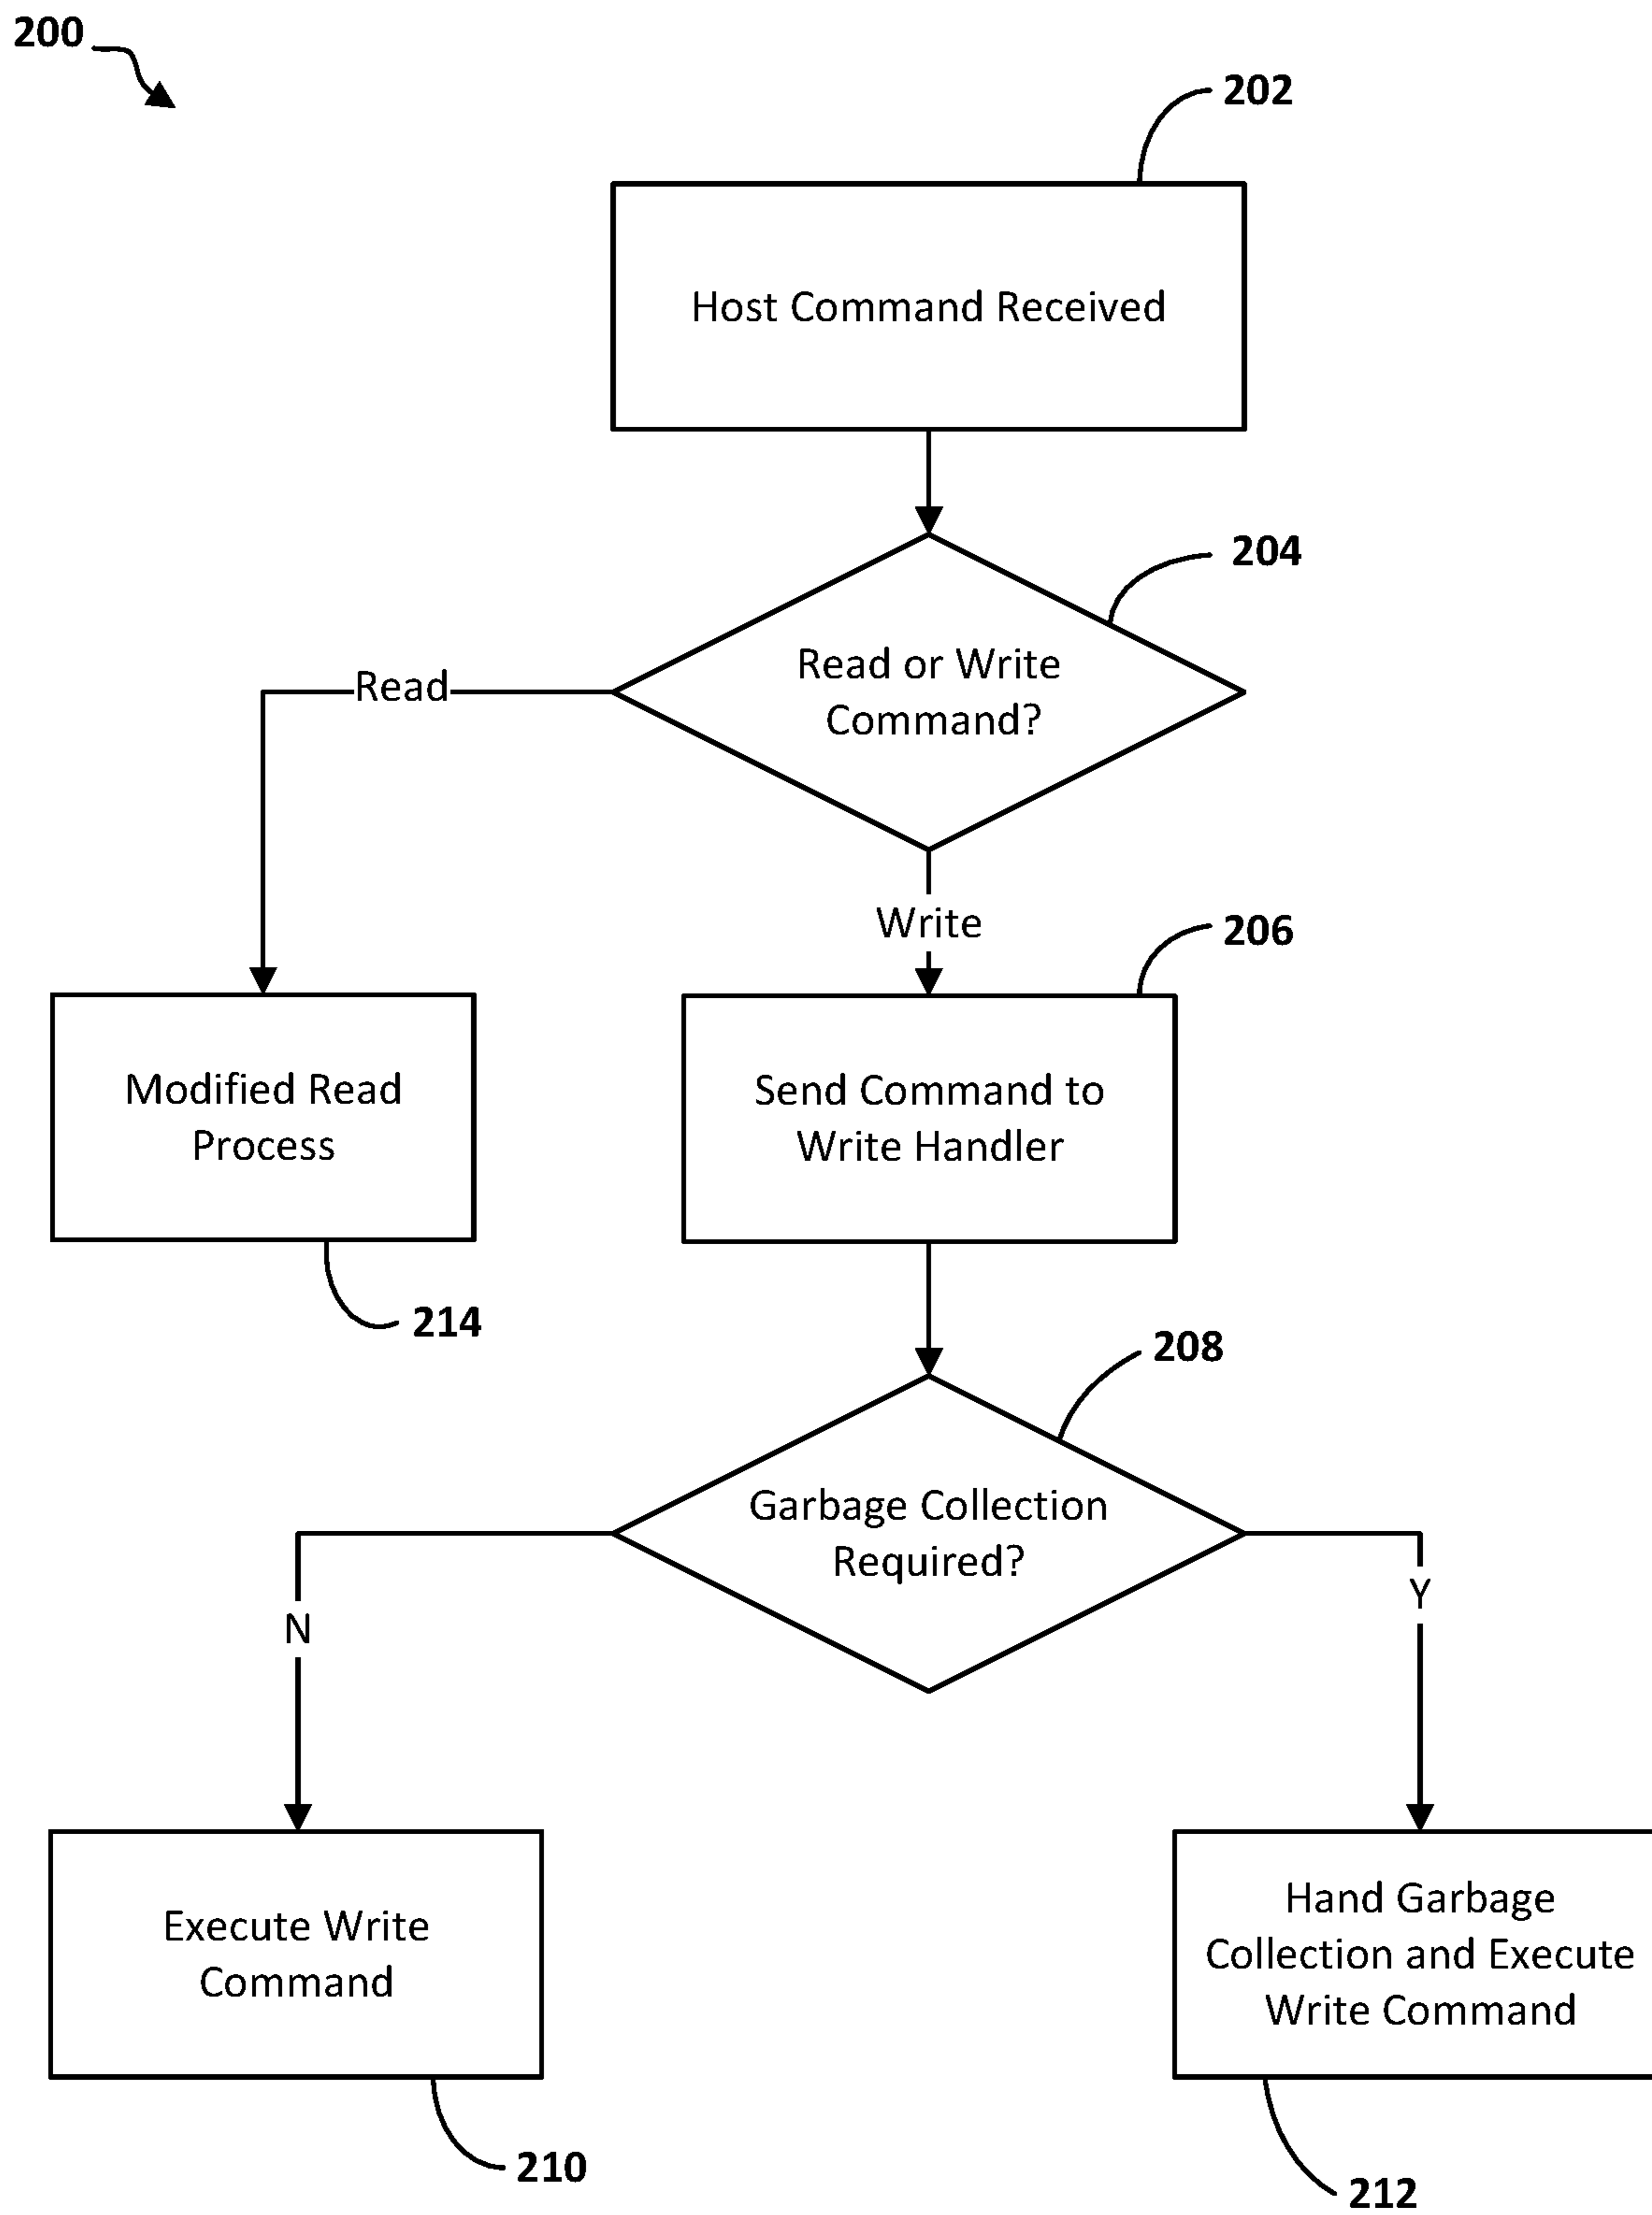 200
202
Host Command Received
204
Read or Write
Command?
Read
Write
206
Modified Read
Process
Send Command to
Write Handler
214
208
Garbage Collection
Required?
N
Y
Execute Write
Command
Hand Garbage
Collection and Execute
Write Command
210
212